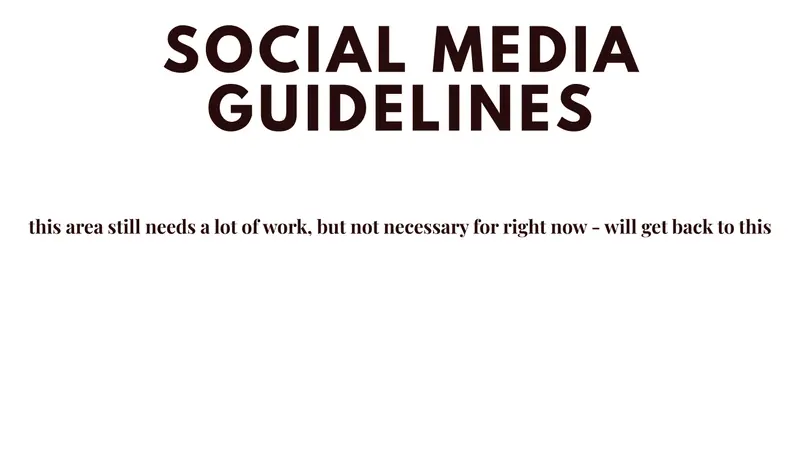 SOCIAL MEDIA
GUIDELINES
this area still needs a lot of work, but not necessary for right now - will get back to this